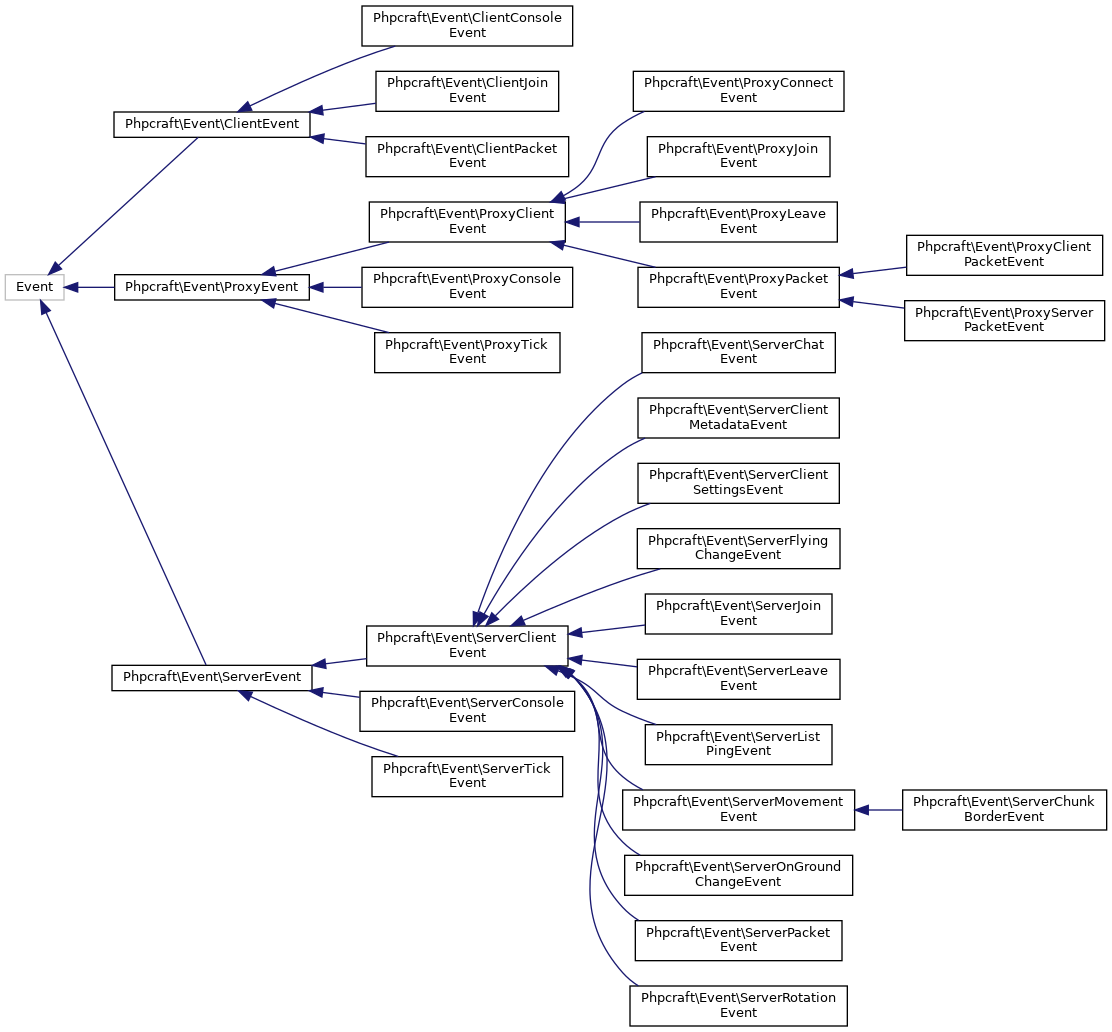 Phpcraft\Event\ClientConsole
Event
Phpcraft\Event\ClientJoin
Event
Phpcraft\Event\ProxyConnect
Event
Phpcraft\Event\ClientEvent
Phpcraft\Event\ClientPacket
Event
Phpcraft\Event\ProxyJoin
Event
Phpcraft\Event\ProxyClient
Event
Phpcraft\Event\ProxyLeave
Event
Phpcraft\Event\ProxyClient
PacketEvent
Event
Phpcraft\Event\ProxyEvent
Phpcraft\Event\ProxyConsole
Event
Phpcraft\Event\ProxyPacket
Event
Phpcraft\Event\ProxyServer
PacketEvent
Phpcraft\Event\ProxyTick
Event
Phpcraft\Event\ServerChat
Event
Phpcraft\Event\ServerClient
MetadataEvent
Phpcraft\Event\ServerClient
SettingsEvent
Phpcraft\Event\ServerFlying
ChangeEvent
Phpcraft\Event\ServerJoin
Event
Phpcraft\Event\ServerClient
Event
Phpcraft\Event\ServerLeave
Event
Phpcraft\Event\ServerEvent
Phpcraft\Event\ServerConsole
Event
Phpcraft\Event\ServerList
PingEvent
Phpcraft\Event\ServerTick
Event
Phpcraft\Event\ServerMovement
Event
Phpcraft\Event\ServerChunk
BorderEvent
Phpcraft\Event\ServerOnGround
ChangeEvent
Phpcraft\Event\ServerPacket
Event
Phpcraft\Event\ServerRotation
Event